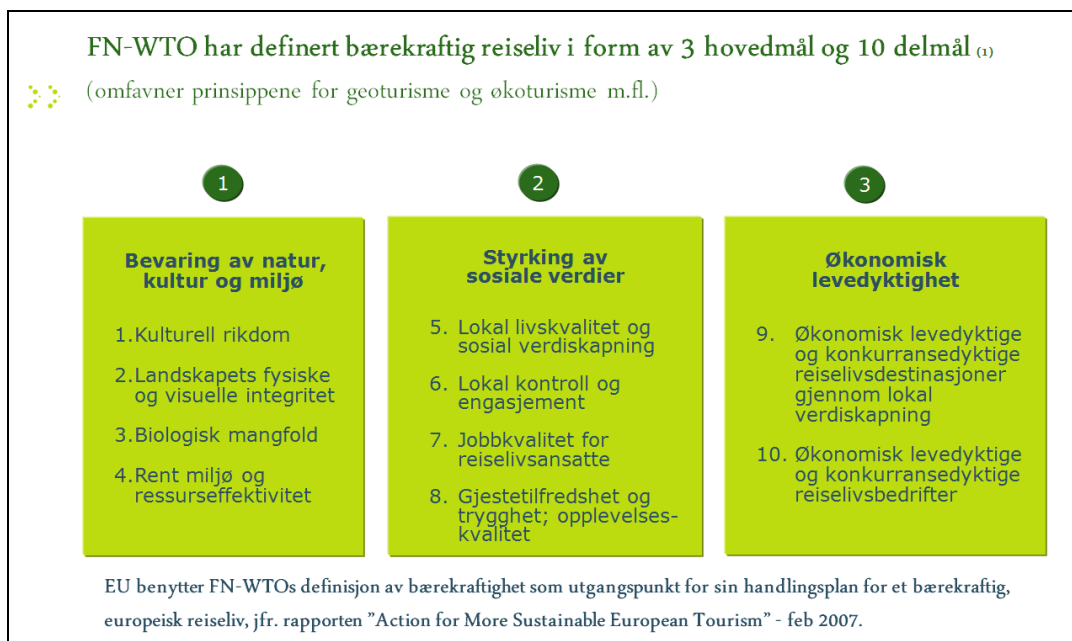 FN-WTO har definert bærekraftig reiseliv i form av 3 hovedmål og 10 delmål (1)
(omfavner prinsippene for geoturisme og økoturisme m.fl.)
1
Bevaring av natur,
kultur og miljø
1.Kulturell rikdom
2.Landskapets fysiske
og visuelle integritet
3.Biologisk mangfold
4.Rent miljø og
ressurseffektivitet
2
Styrking av
sosiale verdier
5. Lokal livskvalitet og
sosial verdiskapning
6. Lokal kontroll og
engasjement
7. Jobbkvalitet for
reiselivsansatte
8. Gjestetilfredshet og
trygghet; opplevelses-
kvalitet
3
Økonomisk
levedyktighet
9. Økonomisk levedyktige
og konkurransedyktige
reiselivsdestinasjoner
gjennom lokal
verdiskapning
10. Økonomisk levedyktige
og konkurransedyktige
reiselivsbedrifter
EU benytter FN-WTOs definisjon av bærekraftighet som utgangspunkt for sin handlingsplan for et bærekraftig,
europeisk reiseliv, jfr. rapporten ”Action for More Sustainable European Tourism” - feb 2007.